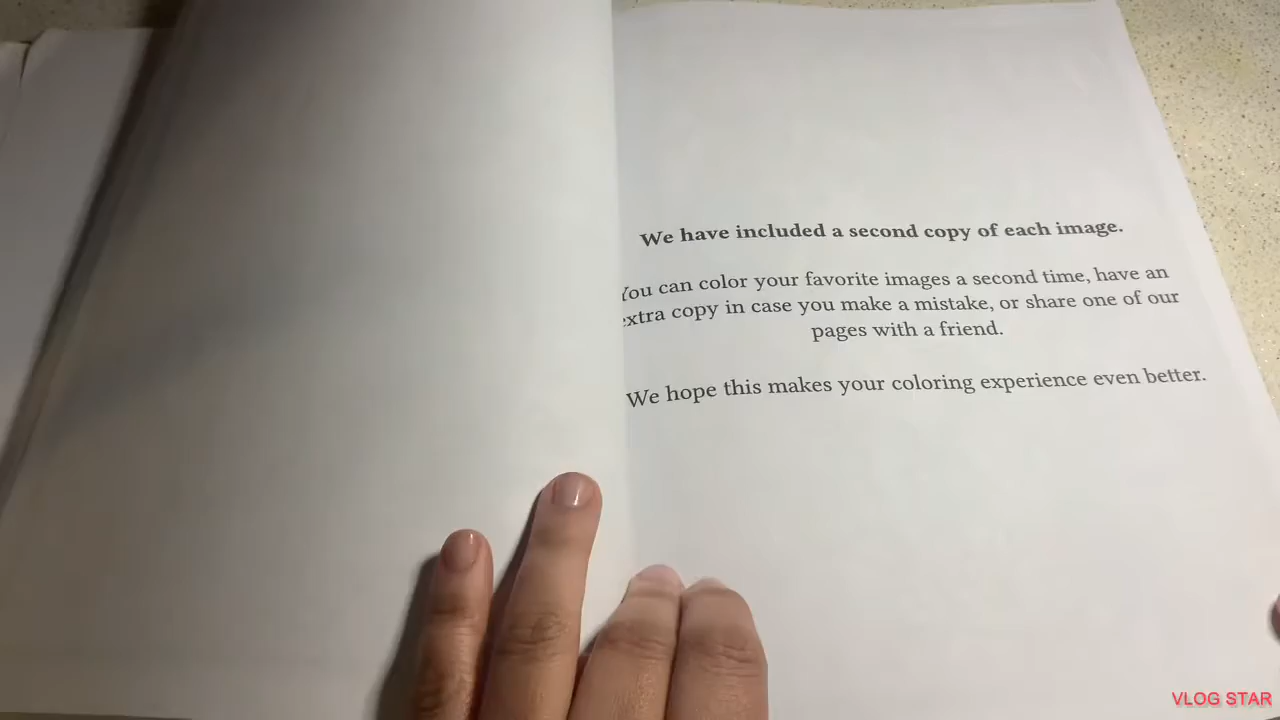 We have included a second copy of each image.
You can color your favorite images a second time, have an
extra copy in case you make a mistake, or share one of our
pages with a friend.
We hope this makes your coloring experience even better.
VLOG STAR